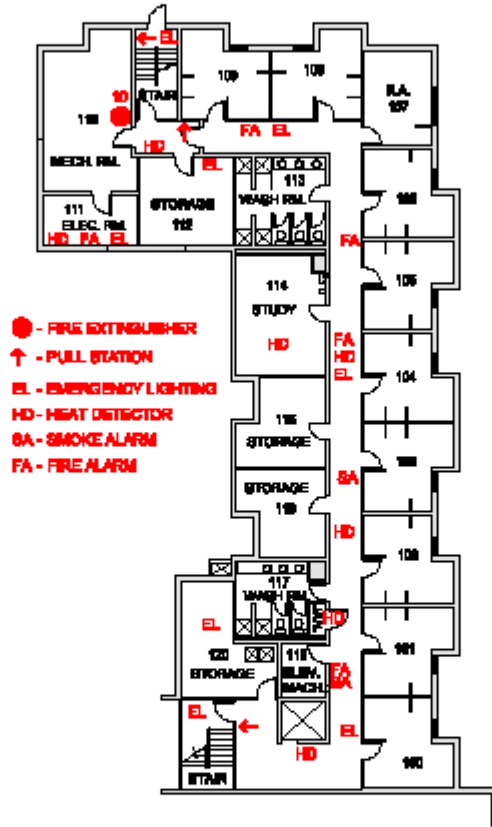 EL
STAIR
109
108
R.A.
107
10
HD
FA EL
MECH. RM.
EL
113
WASH RM.
STORAGE
112
106
111
ELEC. RM.
HD FA EL
FA
105
114
STUDY
HD
FA
HD
EL
104
- FIRE EXTINGUISHER
- PULL STATION
EL - EMERGENCY LIGHTING
HD - HEAT DETECTOR
SA - SMOKE ALARM
FA - FIRE ALARM
115
STORAGE
STORAGE
SA
HD
117
WASH RM.
HD
EL
101
120
STORAGE
ELEV.
MACH.
FA
SA
EL
EL
HD
100
STAIR